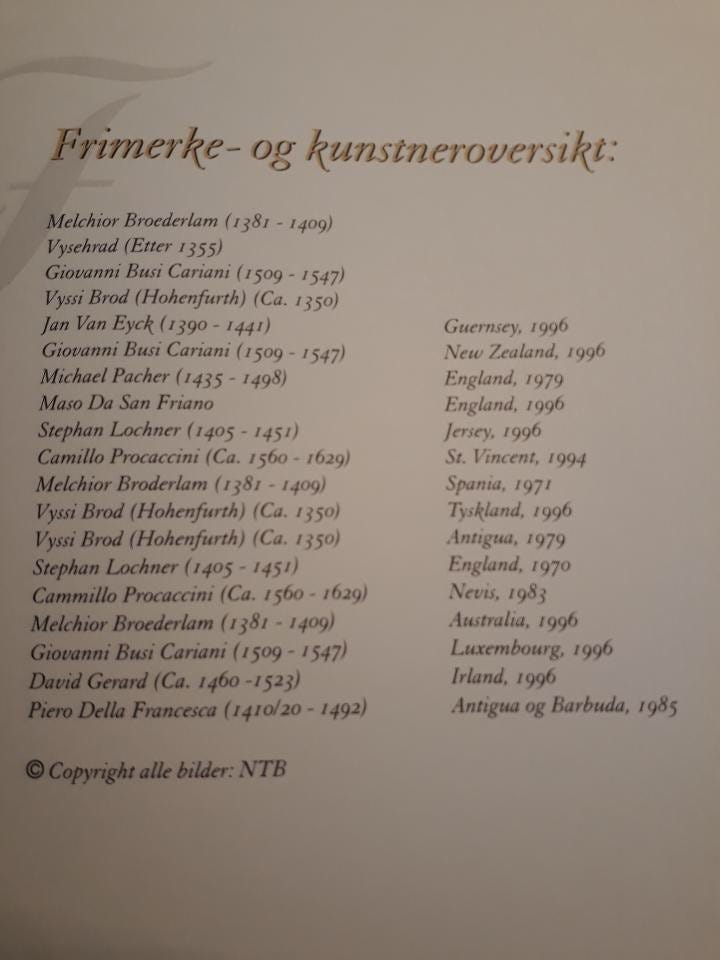 Frimerke- og kunstneroversikt:
Melchior Broederlam (1381 - 1409)
Vysehrad (Etter 1355)
Giovanni Busi Cariani (1509 - 1547)
Vyssi Brod (Hohenfurth) (Ca. 1350)
Jan Van Eyck (1390 - 1441) Guernsey, 1996
Giovanni Busi Cariani (1509 - 1547) New Zealand, 1996
Michael Pacher (1435 - 1498) England, 1979
Maso Da San Friano England, 1996
Stephan Lochner (1405 - 1451) Jersey, 1996
Camillo Procaccini (Ca. 1560 - 1629) St. Vincent, 1994
Melchior Broderlam (1381 - 1409) Spania, 1971
Vyssi Brod (Hohenfurth) (Ca. 1350) Tyskland, 1996
Vyssi Brod (Hohenfurth) (Ca. 1350) Antigua, 1979
Stephan Lochner (1405 - 1451) England, 1970
Cammillo Procaccini (Ca. 1560 - 1629) Nevis, 1983
Melchior Broederlam (1381 - 1409) Australia, 1996
Giovanni Busi Cariani (1509 - 1547) Luxembourg, 1996
David Gerard (Ca. 1460 -1523) Irland, 1996
Piero Della Francesca (1410/20 - 1492) Antigua og Barbuda, 1985
© Copyright alle bilder: NTB